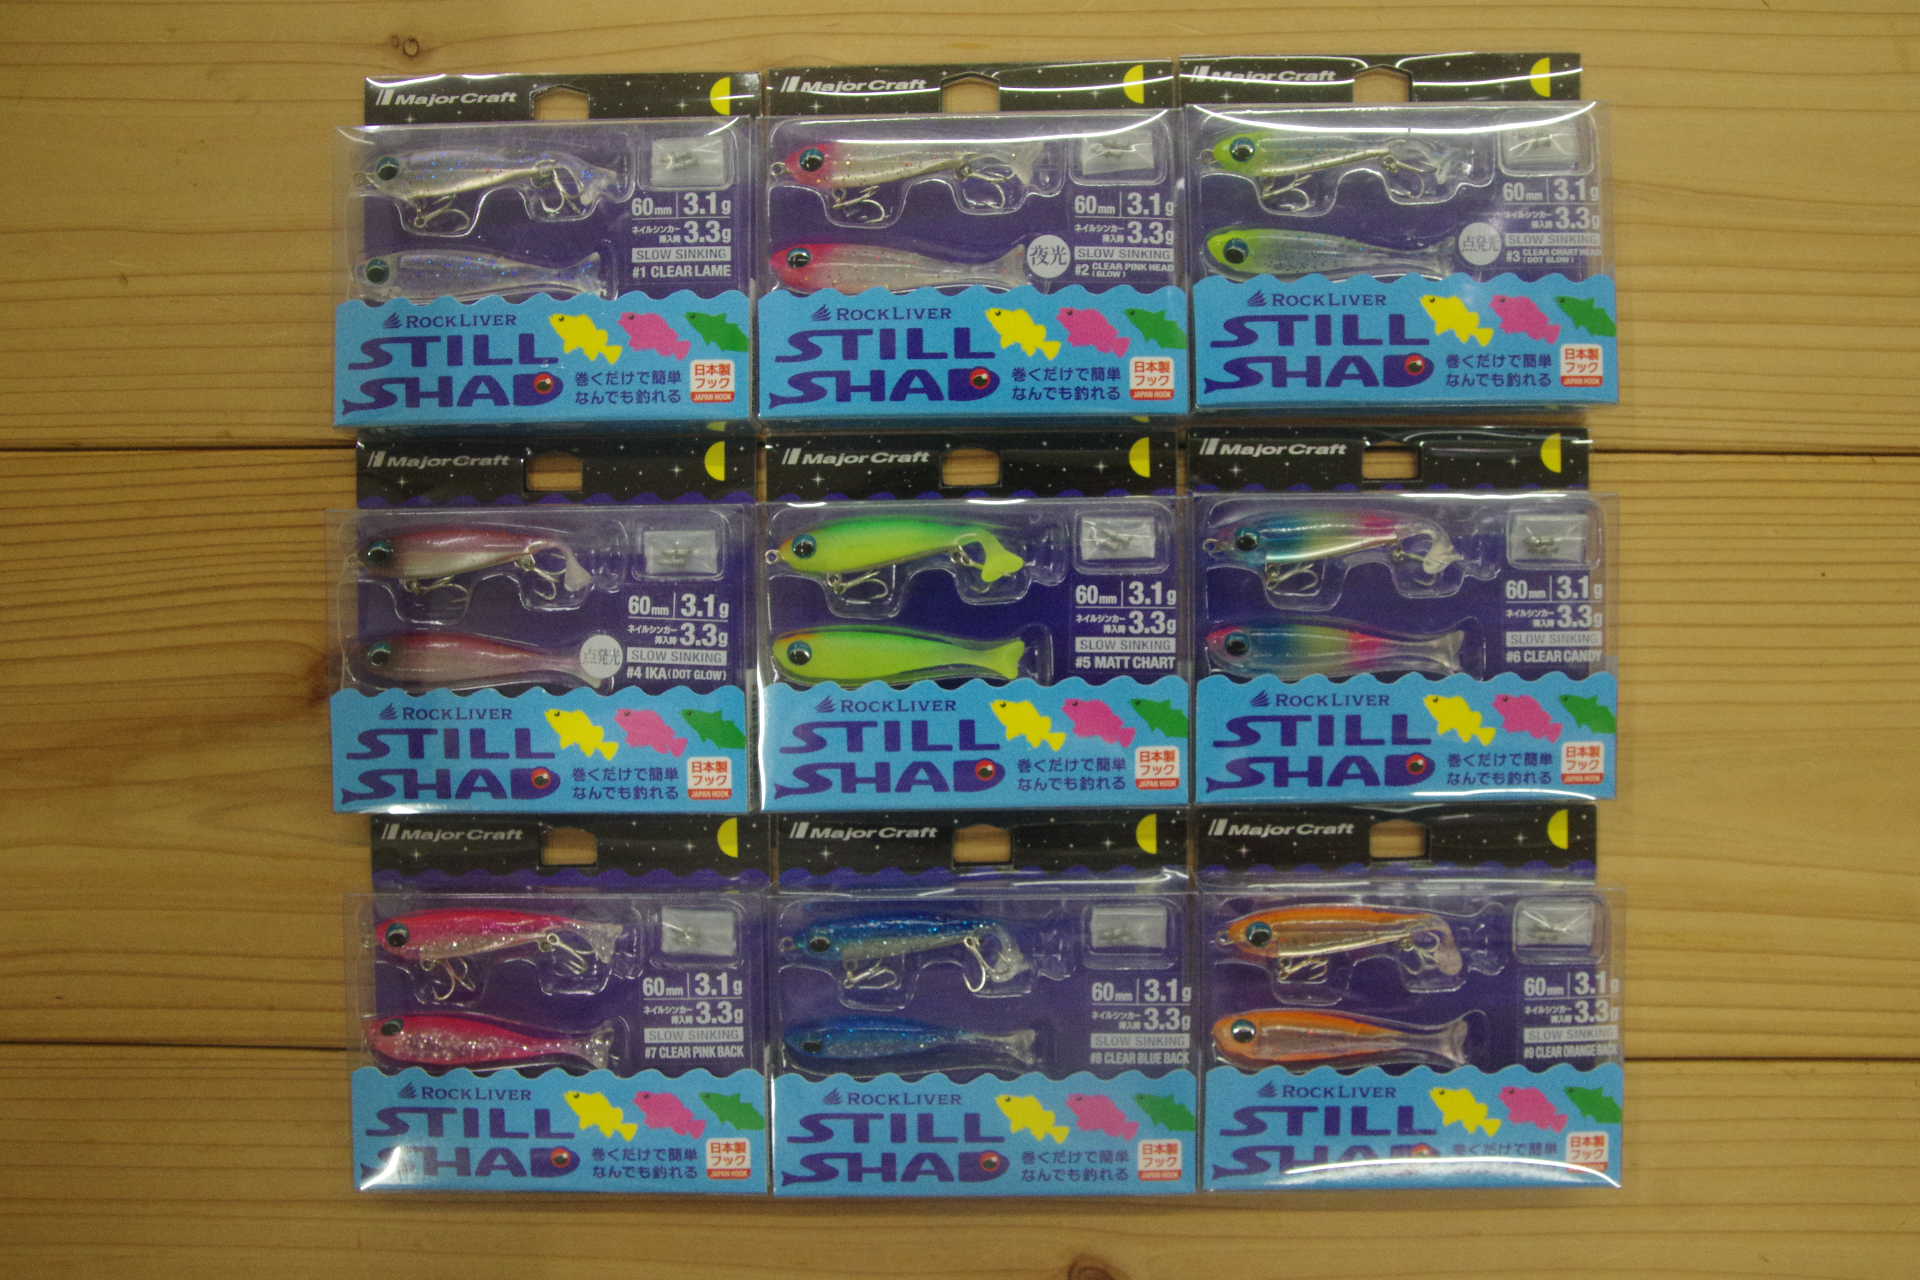 Major Craft
60mm 3.1g
ネイルシンカー挿入時 3.3g
SLOW SINKING
#1 CLEAR LAME
ROCKLIVER
STILL
SHAD
巻くだけで簡単
なんでも釣れる
日本製
フック
JAPAN HOOK
Major Craft
60mm 3.1g
ネイルシンカー挿入時 3.3g
夜光
SLOW SINKING
#2 CLEAR PINK HEAD (GLOW)
ROCKLIVER
STILL
SHAD
巻くだけで簡単
なんでも釣れる
日本製
フック
JAPAN HOOK
Major Craft
60mm 3.1g
ネイルシンカー挿入時 3.3g
点発光
SLOW SINKING
#3 CLEAR CHART HEAD (DOT GLOW)
ROCKLIVER
STILL
SHAD
巻くだけで簡単
なんでも釣れる
日本製
フック
JAPAN HOOK
Major Craft
60mm 3.1g
ネイルシンカー挿入時 3.3g
点発光
SLOW SINKING
#4 IKA (DOT GLOW)
ROCKLIVER
STILL
SHAD
巻くだけで簡単
なんでも釣れる
日本製
フック
JAPAN HOOK
Major Craft
60mm 3.1g
ネイルシンカー挿入時 3.3g
SLOW SINKING
#5 MATT CHART
ROCKLIVER
STILL
SHAD
巻くだけで簡単
なんでも釣れる
日本製
フック
JAPAN HOOK
Major Craft
60mm 3.1g
ネイルシンカー挿入時 3.3g
SLOW SINKING
#6 CLEAR CANDY
ROCKLIVER
STILL
SHAD
巻くだけで簡単
なんでも釣れる
日本製
フック
JAPAN HOOK
Major Craft
60mm 3.1g
ネイルシンカー挿入時 3.3g
SLOW SINKING
#7 CLEAR PINK BACK
ROCKLIVER
STILL
SHAD
巻くだけで簡単
なんでも釣れる
日本製
フック
JAPAN HOOK
Major Craft
60mm 3.1g
ネイルシンカー挿入時 3.3g
SLOW SINKING
#8 CLEAR BLUE BACK
ROCKLIVER
STILL
SHAD
巻くだけで簡単
なんでも釣れる
日本製
フック
JAPAN HOOK
Major Craft
60mm 3.1g
ネイルシンカー挿入時 3.3g
SLOW SINKING
#9 CLEAR ORANGE BACK
ROCKLIVER
STILL
SHAD
巻くだけで簡単
日本製
フック